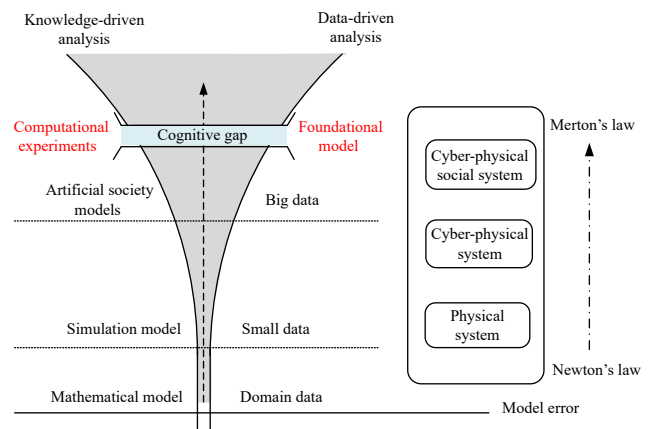 Knowledge-driven
analysis
Data-driven
analysis
Computational
experiments
Cognitive gap
Foundational
model
Merton's law
Cyber-physical
social system
Artificial society
models
Big data
Cyber-physical
system
Simulation model
Small data
Physical
system
Mathematical model
Domain data
Newton's law
Model error